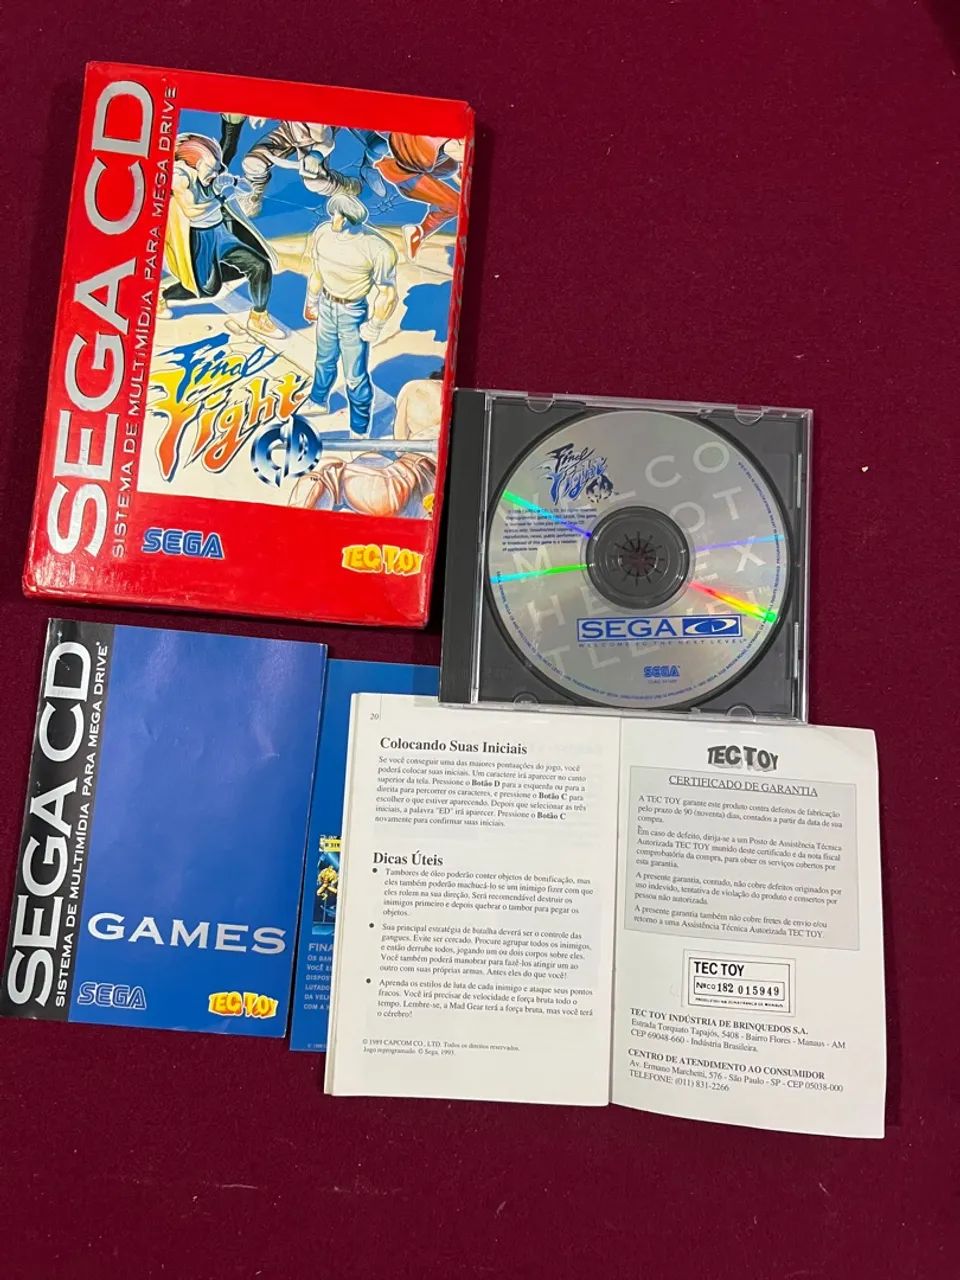 SEGA CD
SISTEMA DE MULTIMÍDIA PARA MEGA DRIVE
Final
Fight
CD
SEGA
TEC TOY
Final
Fight
CD
SEGA CD
WELCOME TO THE NEXT LEVEL
SEGA
SEGA CD
SISTEMA DE MULTIMÍDIA PARA MEGA DRIVE
GAMES
SEGA
TEC TOY
FINA
20
Colocando Suas Iniciais
Se você conseguir uma das maiores pontuações do jogo, você
poderá colocar suas iniciais. Um caractere irá aparecer no canto
superior da tela. Pressione o Botão D para a esquerda ou para a
direita para percorrer os caracteres, e pressione o Botão C para
escolher o que estiver aparecendo. Depois que selecionar as três
iniciais, a palavra "ED" irá aparecer. Pressione o Botão C
novamente para confirmar suas iniciais.
Dicas Úteis
• Tambores de óleo poderão conter objetos de bonificação, mas
eles também poderão machucá-lo se um inimigo fizer com que
eles rolem na sua direção. Será recomendável destruir os
inimigos primeiro e depois quebrar o tambor para pegar os
objetos.
• Sua principal estratégia de batalha deverá ser o controle das
gangues. Evite ser cercado. Procure agrupar todos os inimigos,
e então derrube todos, jogando um ou dois corpos sobre eles.
Você também poderá manobrar para fazê-los atingir um ao
outro com suas próprias armas. Antes eles do que você!
• Aprenda os estilos de luta de cada inimigo e ataque seus pontos
fracos. Você irá precisar de velocidade e força bruta todo o
tempo. Lembre-se, a Mad Gear terá a força bruta, mas você terá
o cérebro!
© 1989 CAPCOM CO., LTD. Todos os direitos reservados.
Jogo reprogramado © Sega, 1993.
TEC TOY
CERTIFICADO DE GARANTIA
A TEC TOY garante este produto contra defeitos de fabricação
pelo prazo de 90 (noventa) dias, contados a partir da data de sua
compra.
Em caso de defeito, dirija-se a um Posto de Assistência Técnica
Autorizada TEC TOY munido deste certificado e da nota fiscal
comprobatória da compra, para obter os serviços cobertos por
esta garantia.
A presente garantia, contudo, não cobre defeitos originados por
uso indevido, tentativa de violação do produto e consertos por
pessoa não autorizada.
A presente garantia também não cobre fretes de envio e/ou
retorno a uma Assistência Técnica Autorizada TEC TOY.
TEC TOY
182 015949
PRODUZIDO NA ZONA FRANCA DE MANAUS
TEC TOY INDÚSTRIA DE BRINQUEDOS S.A.
Estrada Torquato Tapajós, 5408 - Bairro Flores - Manaus - AM
CEP 69048-660 - Indústria Brasileira.
CENTRO DE ATENDIMENTO AO CONSUMIDOR
Av. Ermano Marchetti, 576 - São Paulo - SP - CEP 05038-000
TELEFONE: (011) 831-2266